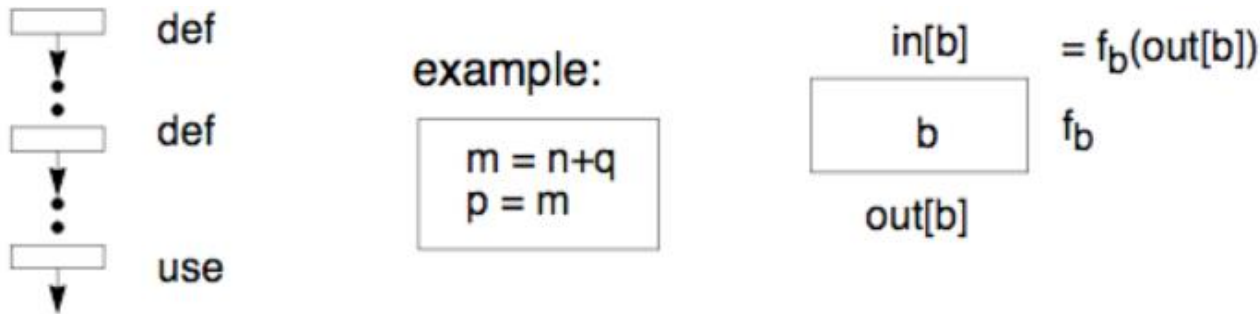 def
def
use
example:
m = n+q
p = m
in[b] = f_b(out[b])
b f_b
out[b]